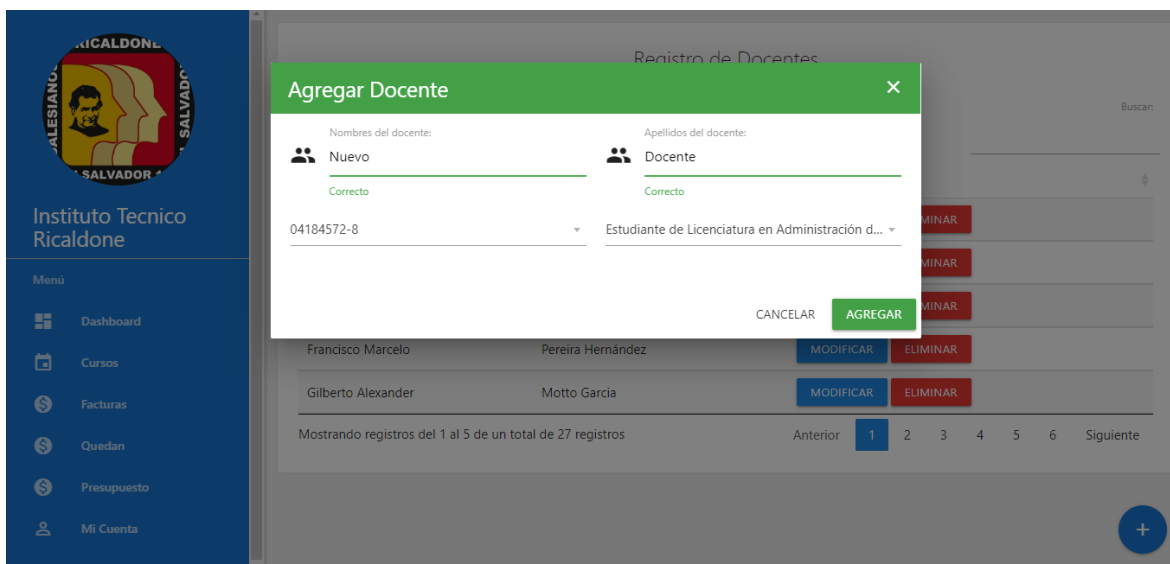 RICALDONE
SALESIANOS
SALVADOR
SALVADOR
Instituto Tecnico
Ricaldone
Menú
Dashboard
Cursos
Facturas
Quedan
Presupuesto
Mi Cuenta
Registro de Docentes
Buscar:
Agregar Docente
Nombres del docente:
Apellidos del docente:
Nuevo
Docente
Correcto
Correcto
04184572-8
Estudiante de Licenciatura en Administración d...
CANCELAR
AGREGAR
MINAR
MINAR
MINAR
Francisco Marcelo Pereira Hernández MODIFICAR ELIMINAR
Gilberto Alexander Motto Garcia MODIFICAR ELIMINAR
Mostrando registros del 1 al 5 de un total de 27 registros
Anterior 1 2 3 4 5 6 Siguiente